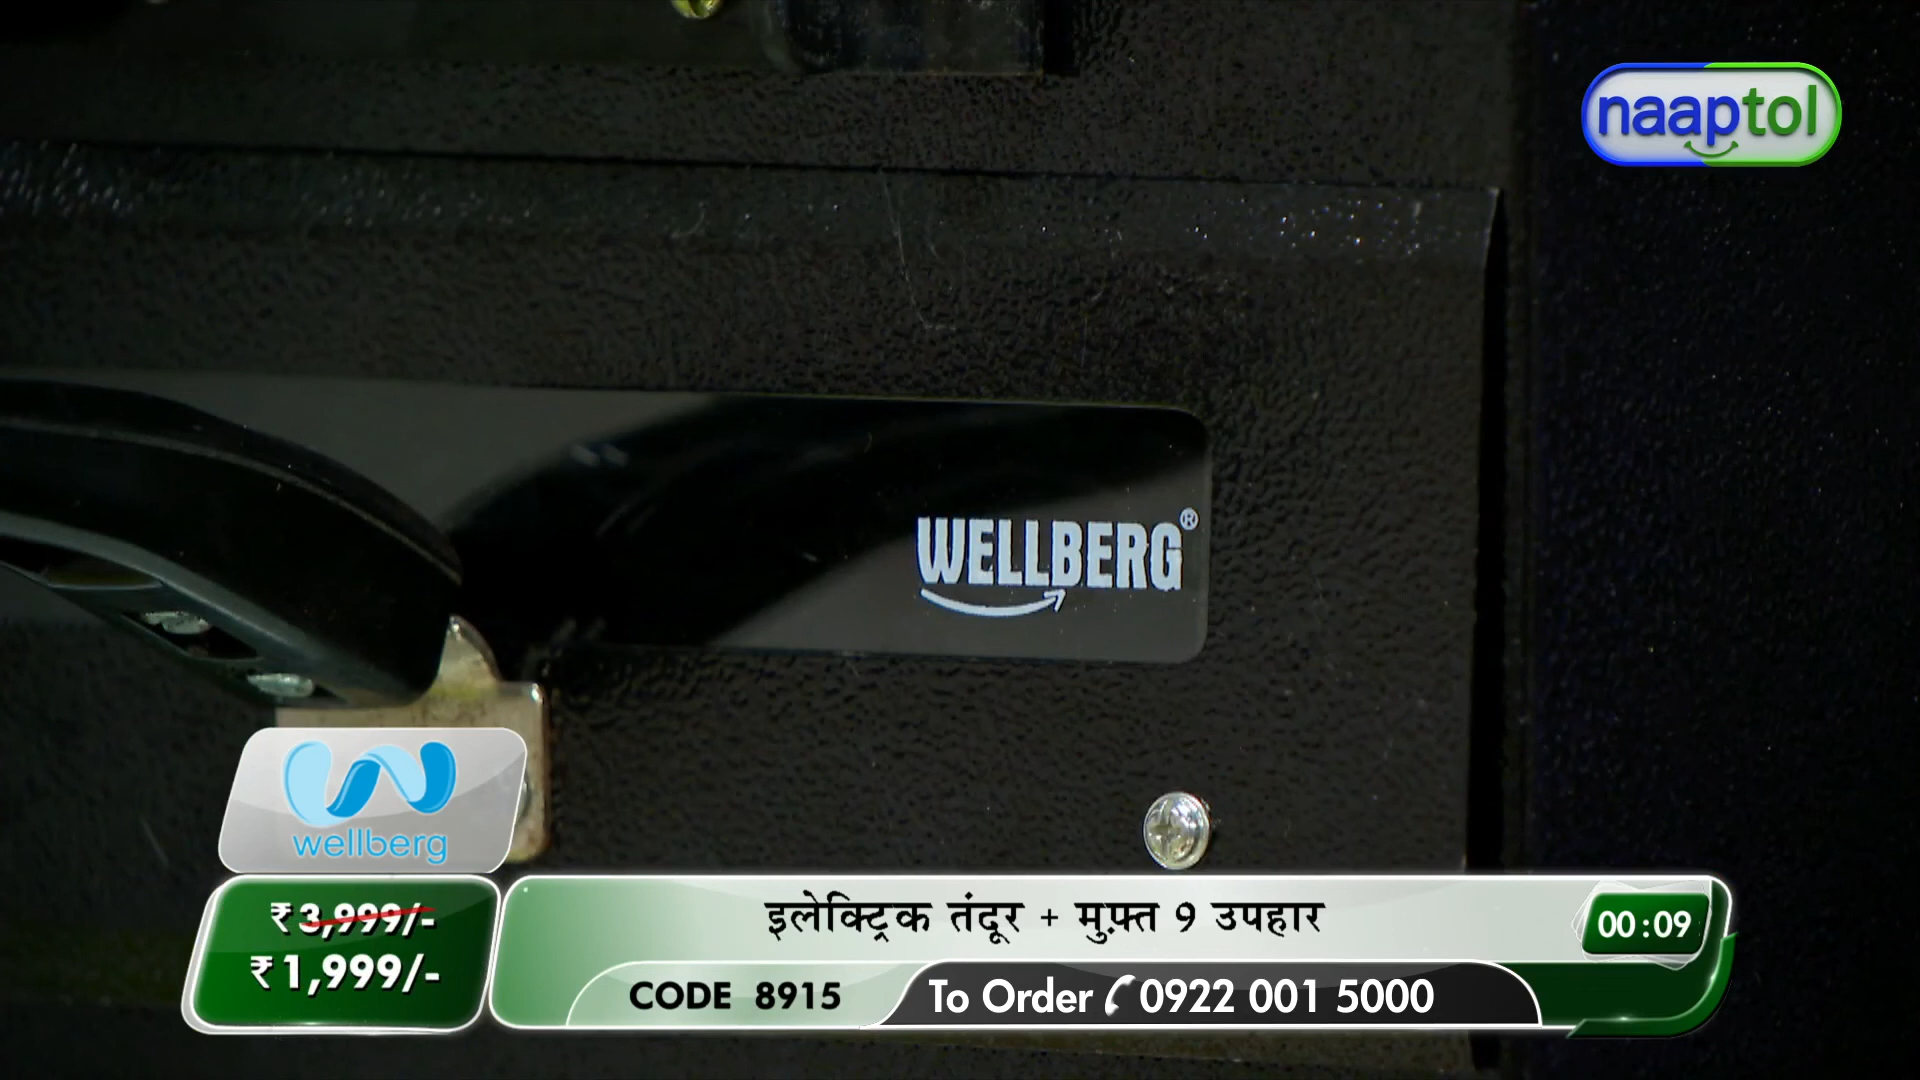 naaptol
WELLBERG®
wellberg
₹3,999/-
₹1,999/-
इलेक्ट्रिक तंदूर + मुफ़्त 9 उपहार
00:09
CODE 8915
To Order 0922 001 5000